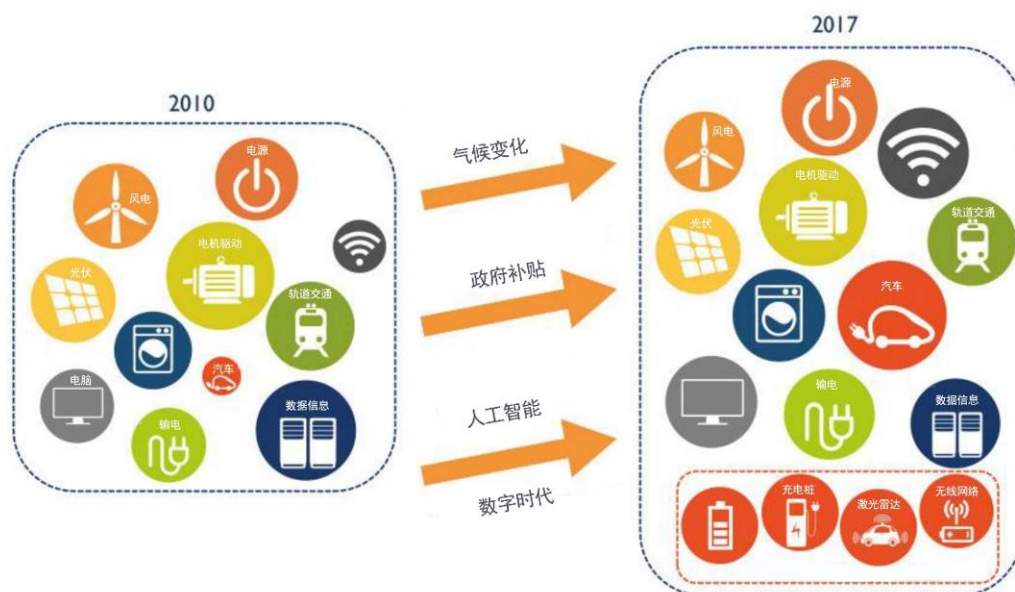 2010
电源
风电
电机驱动
光伏
轨道交通
汽车
电脑
数据信息
输电
气候变化
政府补贴
人工智能
数字时代
2017
电源
风电
电机驱动
轨道交通
光伏
汽车
输电
数据信息
充电桩
激光雷达
无线网络